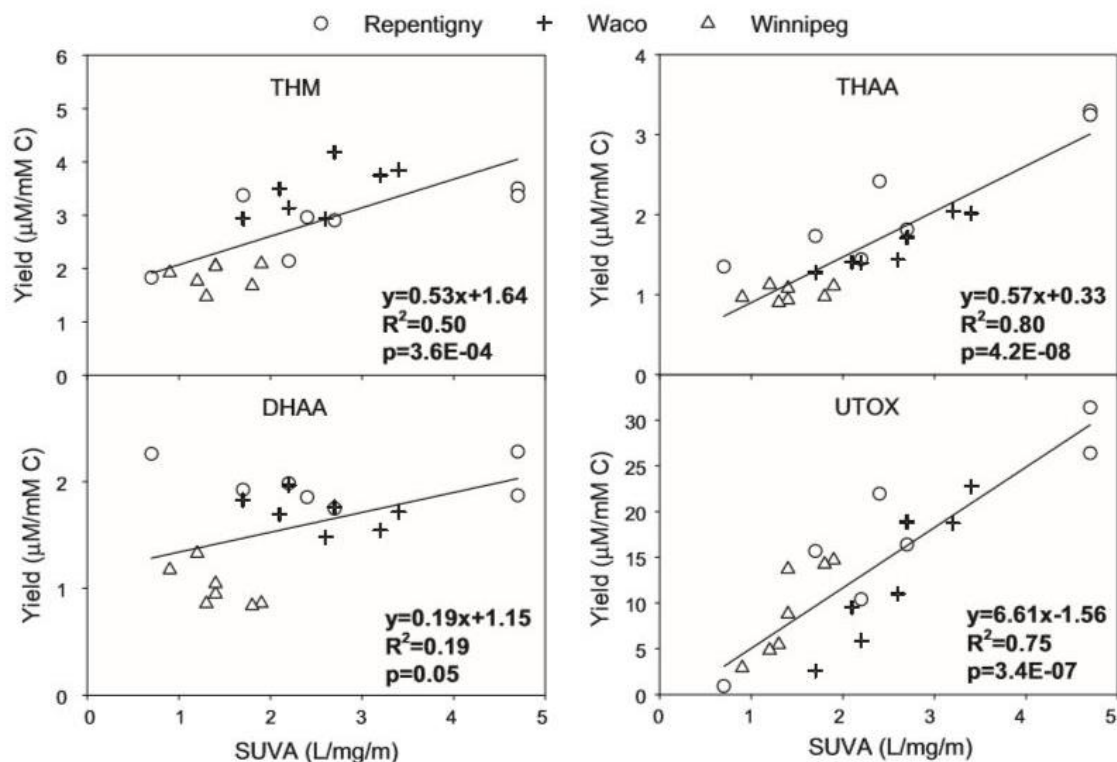 Repentigny Waco Winnipeg
THM
6
5
4
3
2
1
0
Yield (µM/mM C)
y=0.53x+1.64
R²=0.50
p=3.6E-04
THAA
4
3
2
1
0
Yield (µM/mM C)
y=0.57x+0.33
R²=0.80
p=4.2E-08
DHAA
2
1
0
Yield (µM/mM C)
y=0.19x+1.15
R²=0.19
p=0.05
0 1 2 3 4 5
SUVA (L/mg/m)
UTOX
30
25
20
15
10
5
0
Yield (µM/mM C)
y=6.61x-1.56
R²=0.75
p=3.4E-07
0 1 2 3 4 5
SUVA (L/mg/m)